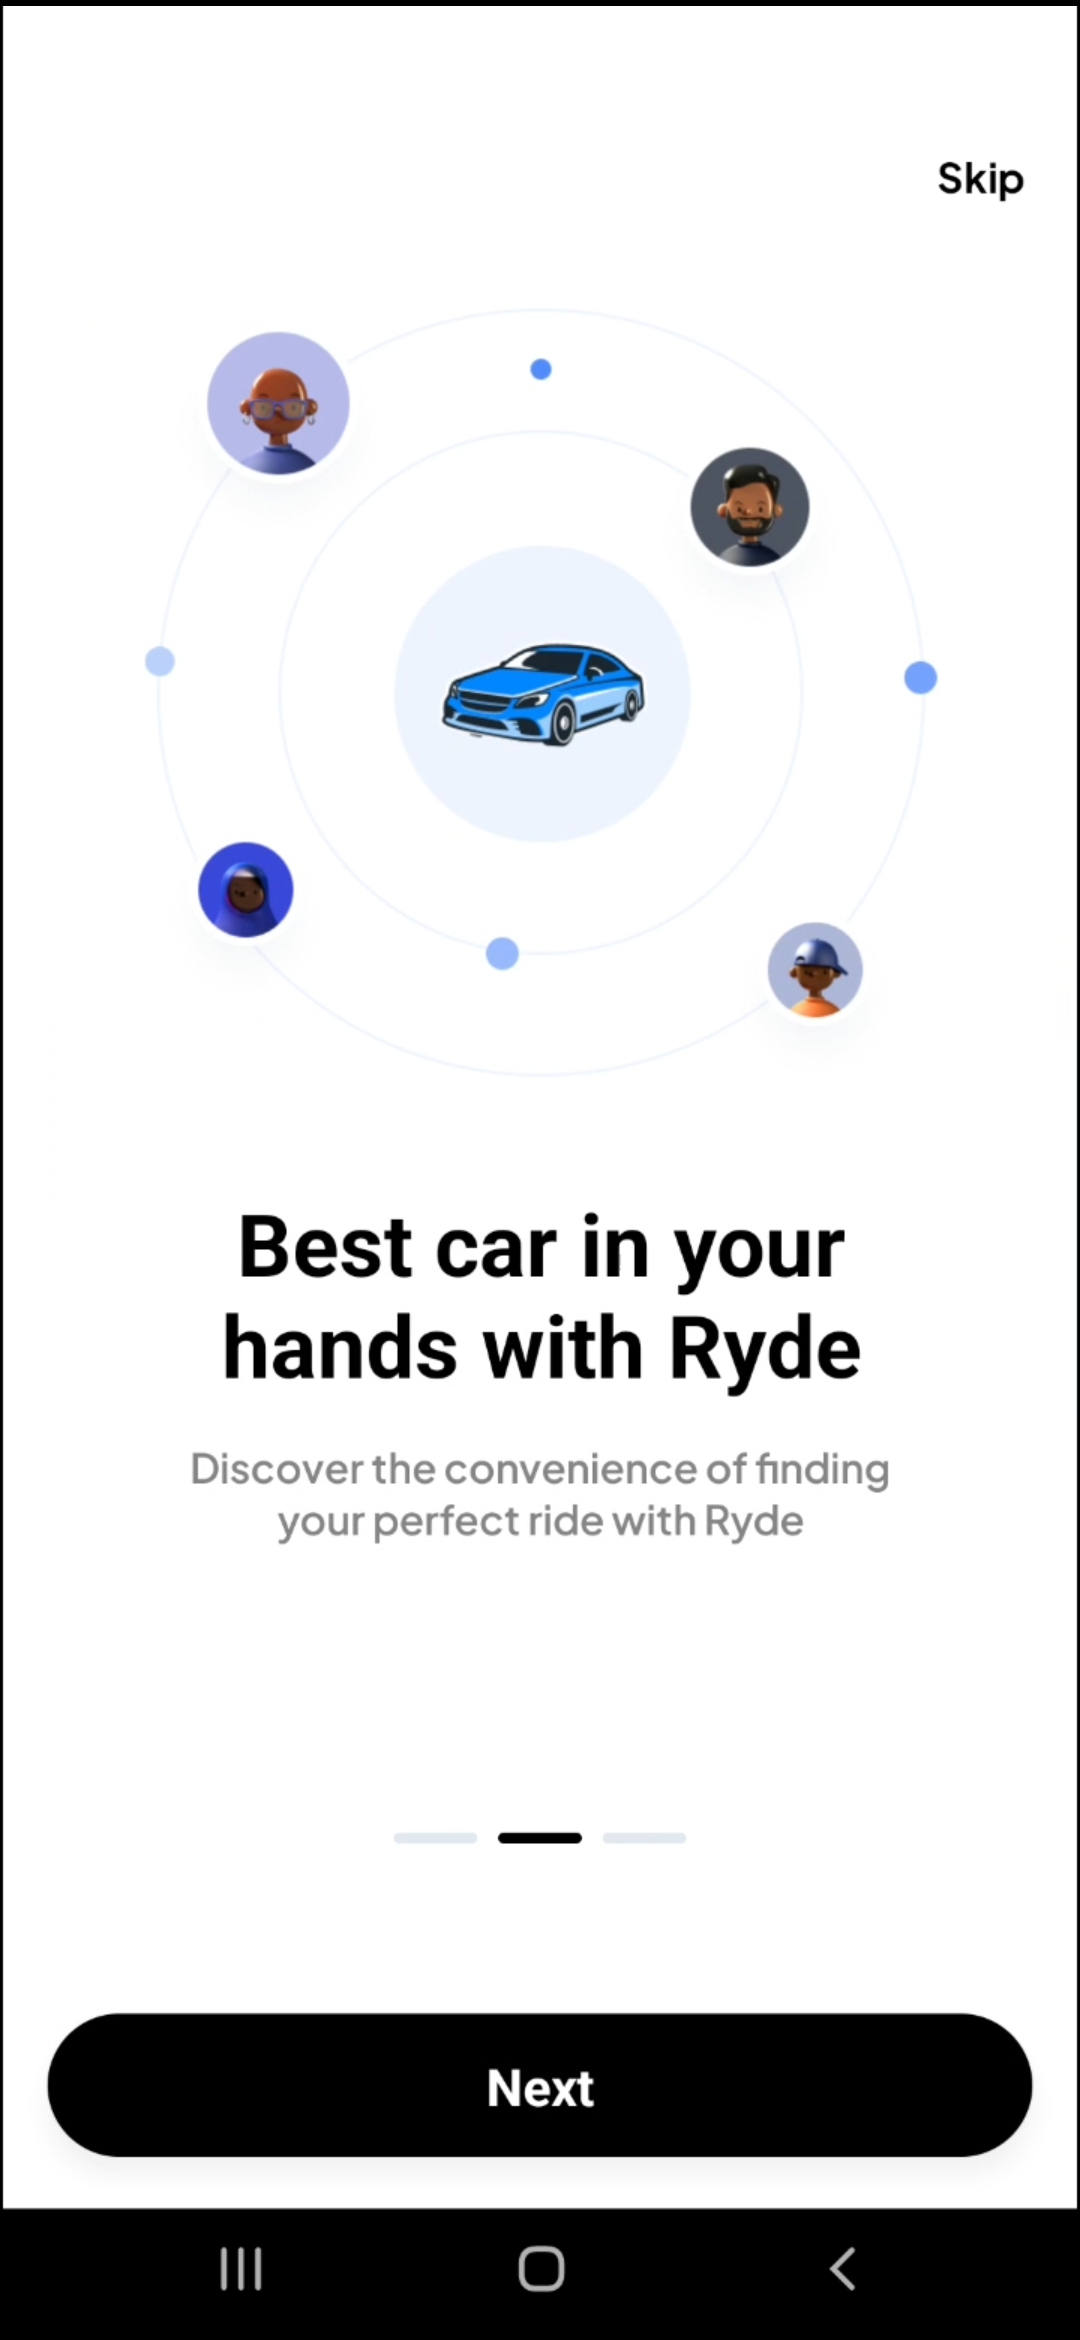 Skip
Best car in your
hands with Ryde
Discover the convenience of finding
your perfect ride with Ryde
Next